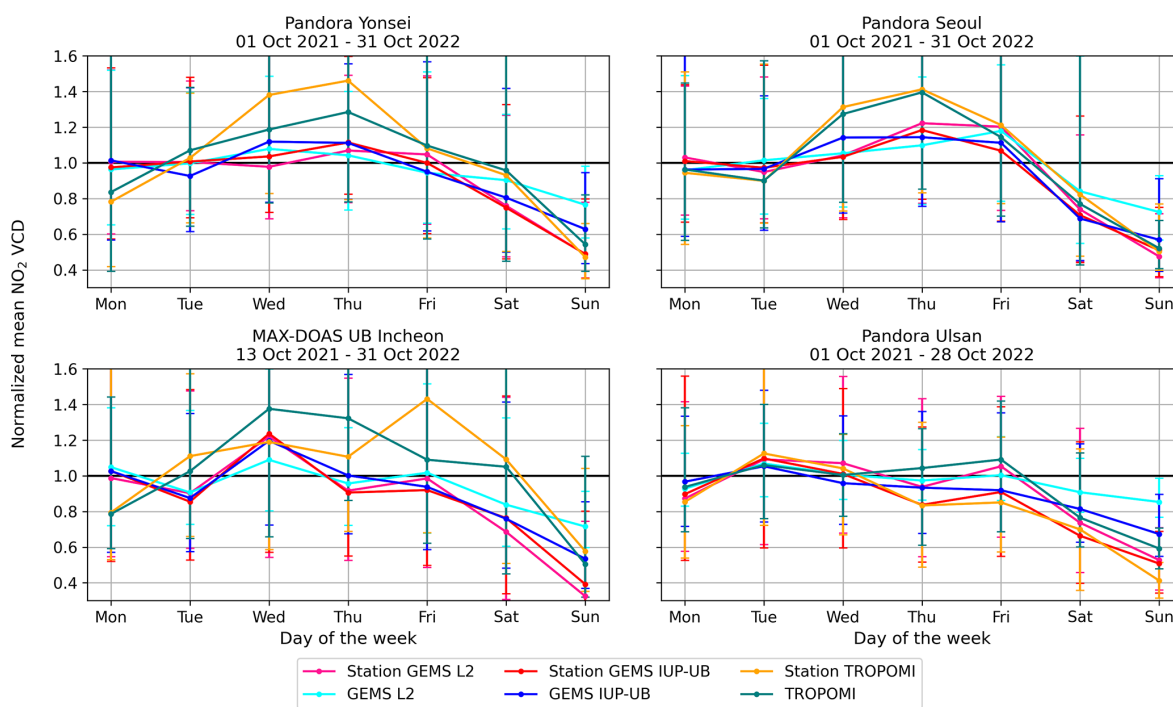 Pandora Yonsei
01 Oct 2021 - 31 Oct 2022
1.6
1.4
1.2
1.0
0.8
0.6
0.4
Mon Tue Wed Thu Fri Sat Sun
Pandora Seoul
01 Oct 2021 - 31 Oct 2022
Mon Tue Wed Thu Fri Sat Sun
Normalized mean NO₂ VCD
MAX-DOAS UB Incheon
13 Oct 2021 - 31 Oct 2022
1.6
1.4
1.2
1.0
0.8
0.6
0.4
Mon Tue Wed Thu Fri Sat Sun
Day of the week
Pandora Ulsan
01 Oct 2021 - 28 Oct 2022
Mon Tue Wed Thu Fri Sat Sun
Day of the week
Station GEMS L2 Station GEMS IUP-UB Station TROPOMI
GEMS L2 GEMS IUP-UB TROPOMI